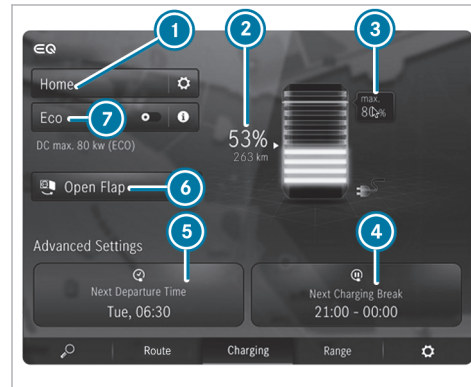 1
2
3
EQ
Home
max.
80 %
Eco
7
53%
263 km
DC max. 80 kw (ECO)
Open Flap
6
Advanced Settings
5
4
Next Departure Time
Tue, 06:30
Next Charging Break
21:00 - 00:00
Route
Charging
Range